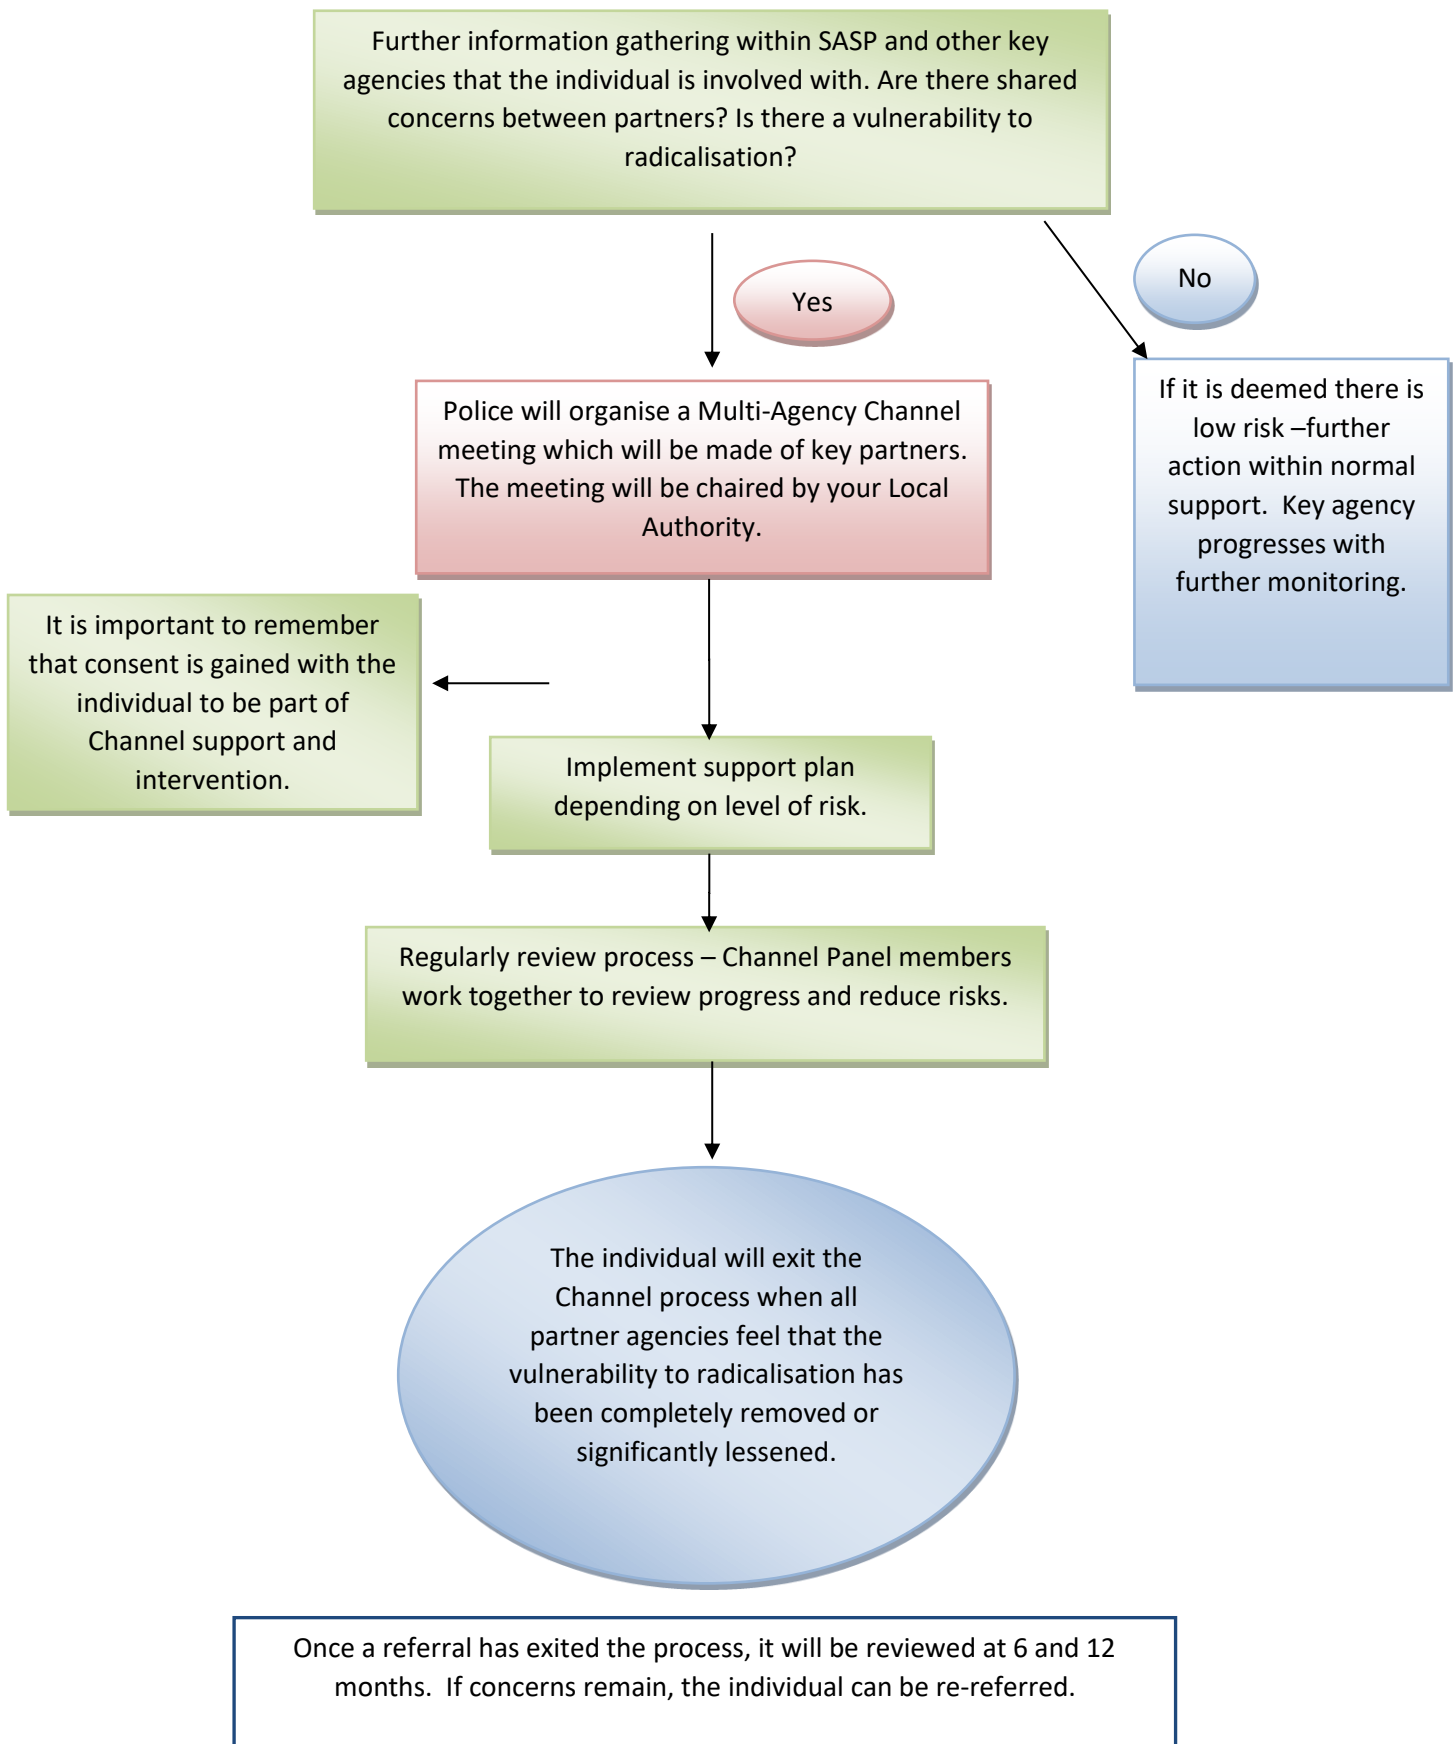 Further information gathering within SASP and other key
agencies that the individual is involved with. Are there shared
concerns between partners? Is there a vulnerability to
radicalisation?
Yes
No
Police will organise a Multi-Agency Channel
meeting which will be made of key partners.
The meeting will be chaired by your Local
Authority.
If it is deemed there is
low risk –further
action within normal
support.  Key agency
progresses with
further monitoring.
It is important to remember
that consent is gained with the
individual to be part of
Channel support and
intervention.
Implement support plan
depending on level of risk.
Regularly review process – Channel Panel members
work together to review progress and reduce risks.
The individual will exit the
Channel process when all
partner agencies feel that the
vulnerability to radicalisation has
been completely removed or
significantly lessened.
Once a referral has exited the process, it will be reviewed at 6 and 12
months.  If concerns remain, the individual can be re-referred.